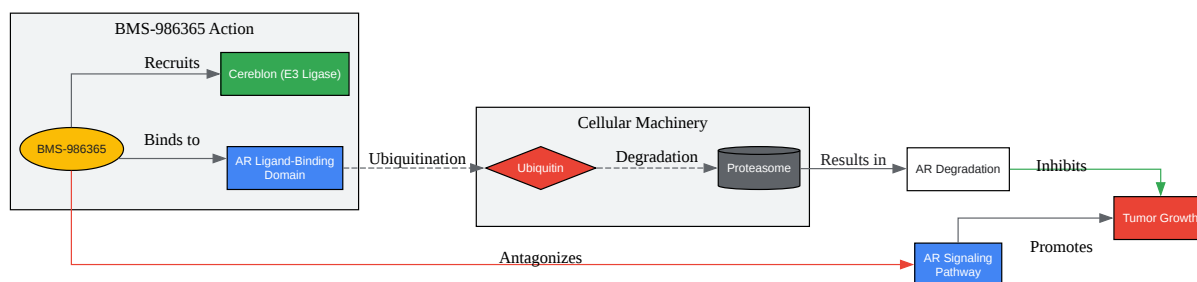 BMS-986365 Action
Recruits
Cereblon (E3 Ligase)
BMS-986365
Binds to
AR Ligand-Binding
Domain
Ubiquitination
Cellular Machinery
Ubiquitin
Degradation
Proteasome
Results in
AR Degradation
Inhibits
Tumor Growth
Antagonizes
AR Signaling
Pathway
Promotes